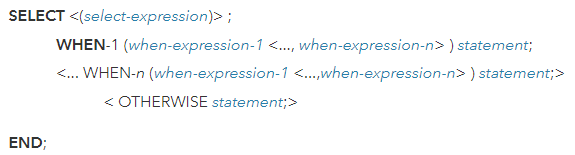 SELECT <(select-expression)> ;
WHEN-1 (when-expression-1 <..., when-expression-n> ) statement;
<... WHEN-n (when-expression-1 <...,when-expression-n> ) statement;>
< OTHERWISE statement;>
END;